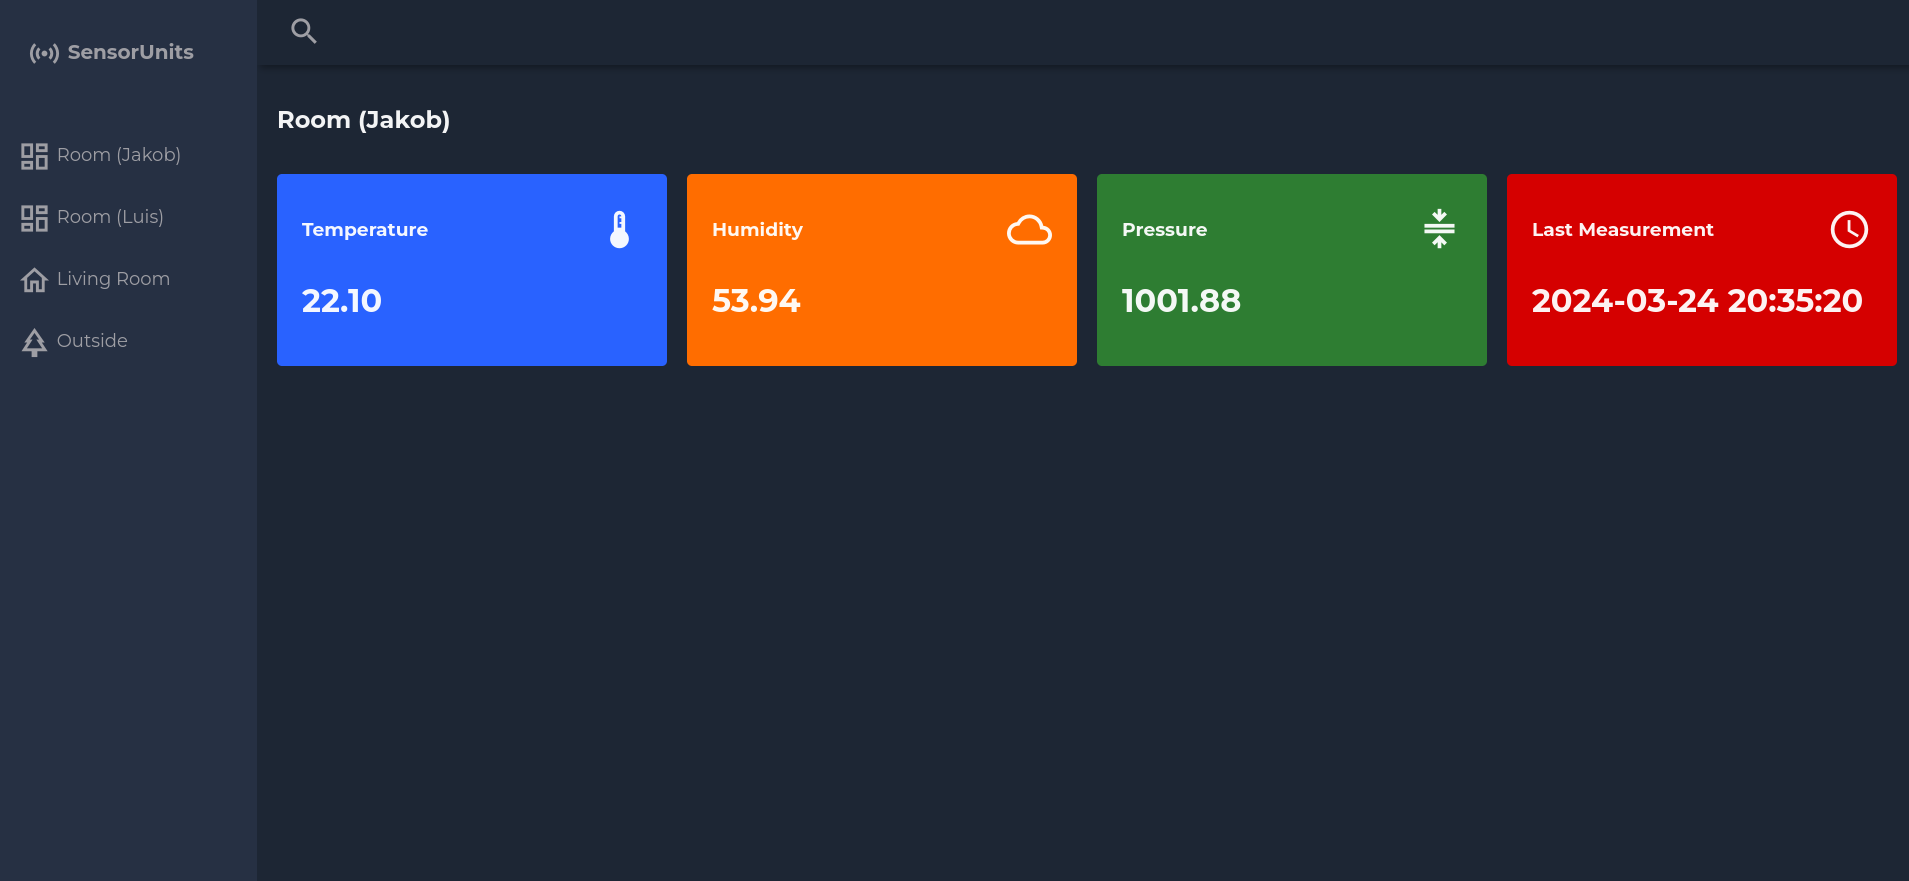 SensorUnits
Room (Jakob)
Room (Luis)
Living Room
Outside
Room (Jakob)
Temperature
22.10
Humidity
53.94
Pressure
1001.88
Last Measurement
2024-03-24 20:35:20